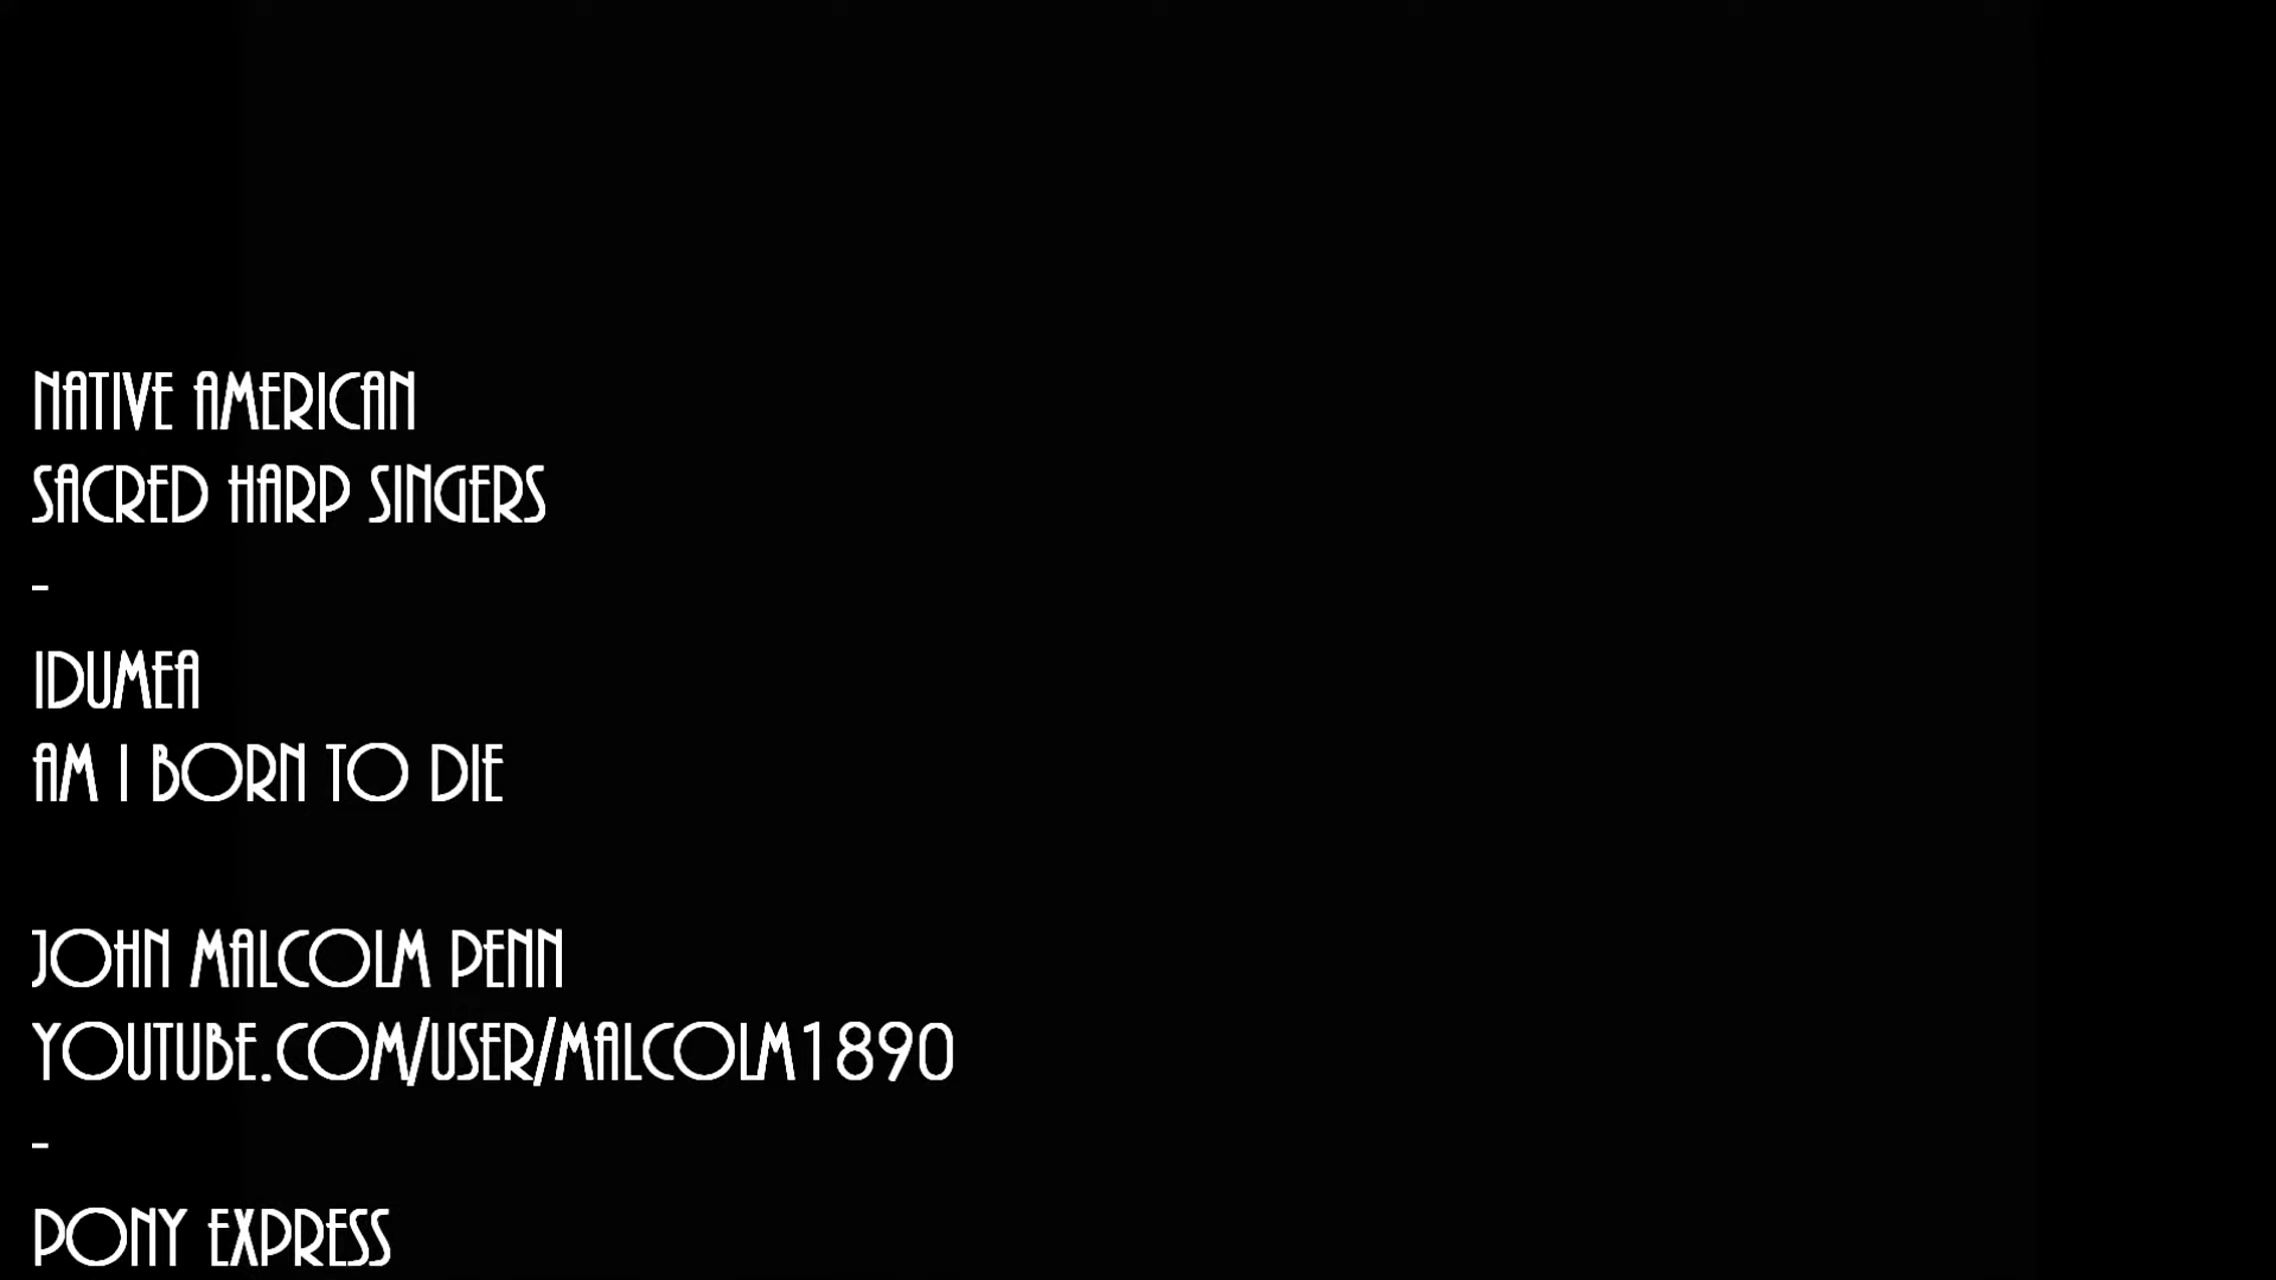 NATIVE AMERICAN
SACRED HARP SINGERS
-
IDUMEA
AM I BORN TO DIE
JOHN MALCOLM PENN
YOUTUBE.COM/USER/MALCOLM1890
-
PONY EXPRESS